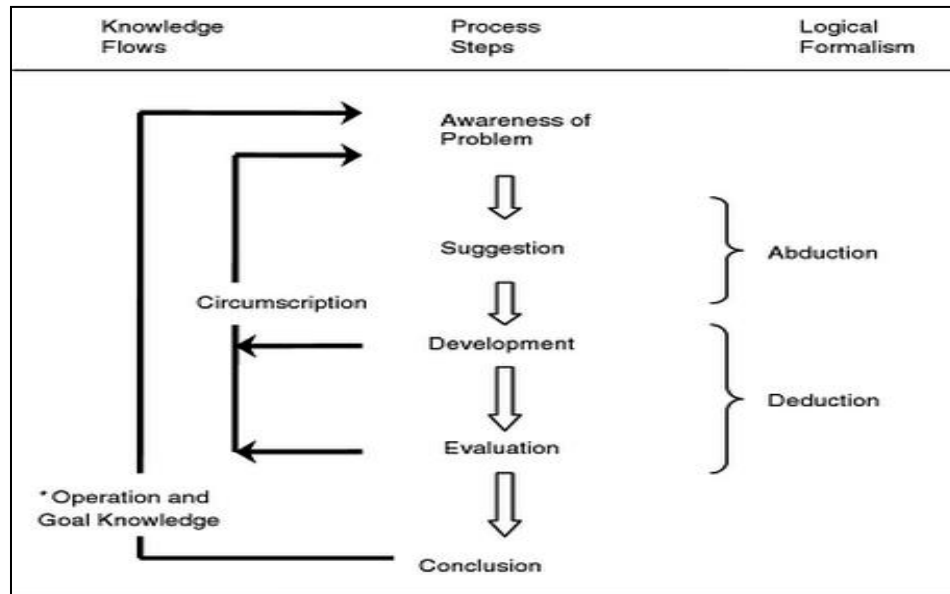 Knowledge
Flows
Process
Steps
Logical
Formalism
Awareness of
Problem
Suggestion
Abduction
Circumscription
Development
Deduction
Evaluation
*Operation and
Goal Knowledge
Conclusion